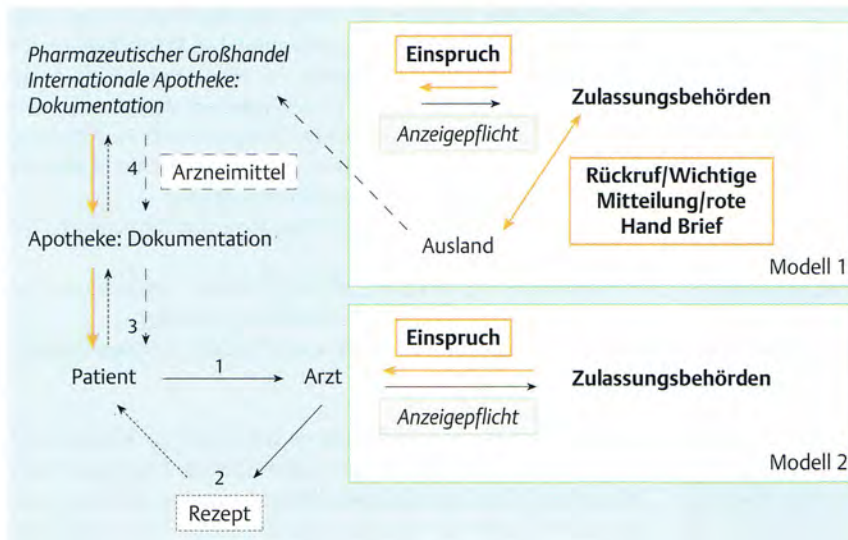 Pharmazeutischer Großhandel
Internationale Apotheke:
Dokumentation
4
Arzneimittel
Apotheke: Dokumentation
3
Patient
1
Arzt
2
Rezept
Einspruch
Anzeigepflicht
Zulassungsbehörden
Rückruf/Wichtige
Mitteilung/rote
Hand Brief
Ausland
Modell 1
Einspruch
Anzeigepflicht
Zulassungsbehörden
Modell 2